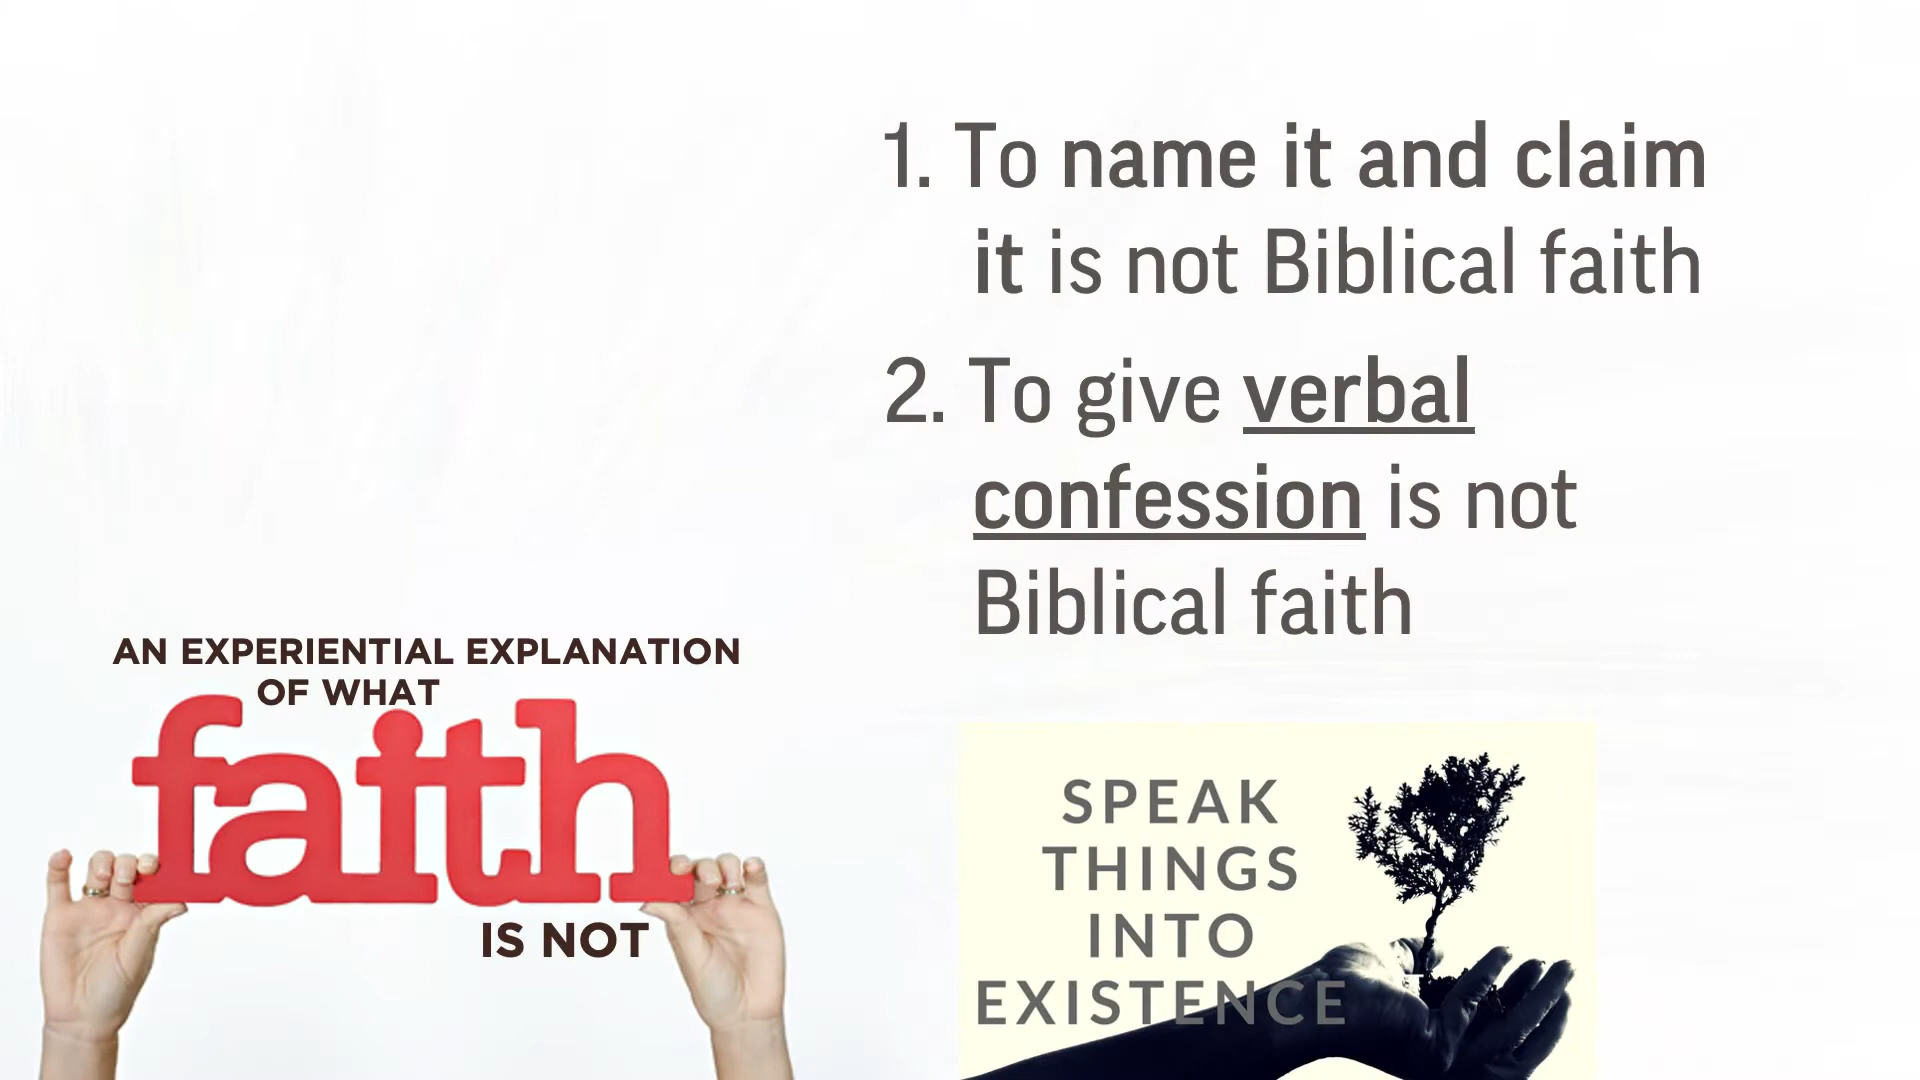 1. To name it and claim
it is not Biblical faith
2. To give verbal
confession is not
Biblical faith
AN EXPERIENTIAL EXPLANATION
OF WHAT
faith
IS NOT
SPEAK
THINGS
INTO
EXISTENCE